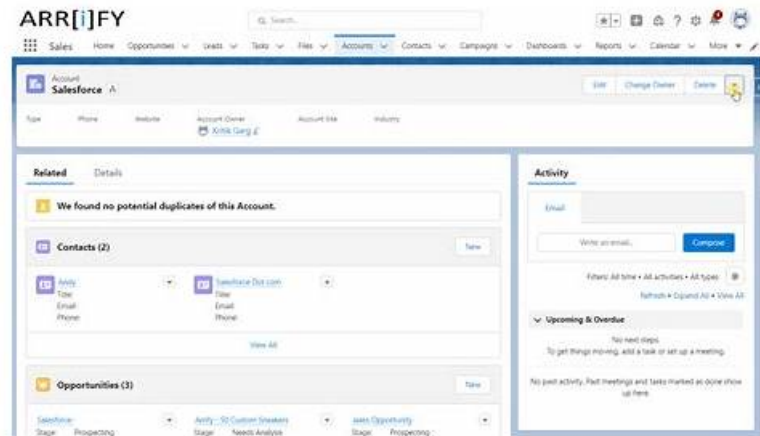 ARR[i]FY
Search...
Sales Home Opportunities Leads Tasks Files Accounts Contacts Campaigns Dashboards Reports Calendar More
Account
Salesforce
Edit Change Owner Delete
Type Phone Website Account Owner Account Site Industry
Kritik Garg
Related Details
We found no potential duplicates of this Account.
Contacts (2) New
Title: Title:
Email: Email:
Phone: Phone:
Salesforce Dot com
View All
Opportunities (3) New
Salesforce- Arrify - 50 Custom Sneakers sales Opportunity
Stage: Prospecting Stage: Needs Analysis Stage: Prospecting
Activity
Email
Write an email... Compose
Filters: All time • All activities • All types
Refresh • Expand All • View All
Upcoming & Overdue
No next steps.
To get things moving, add a task or set up a meeting.
No past activity. Past meetings and tasks marked as done show
up here.